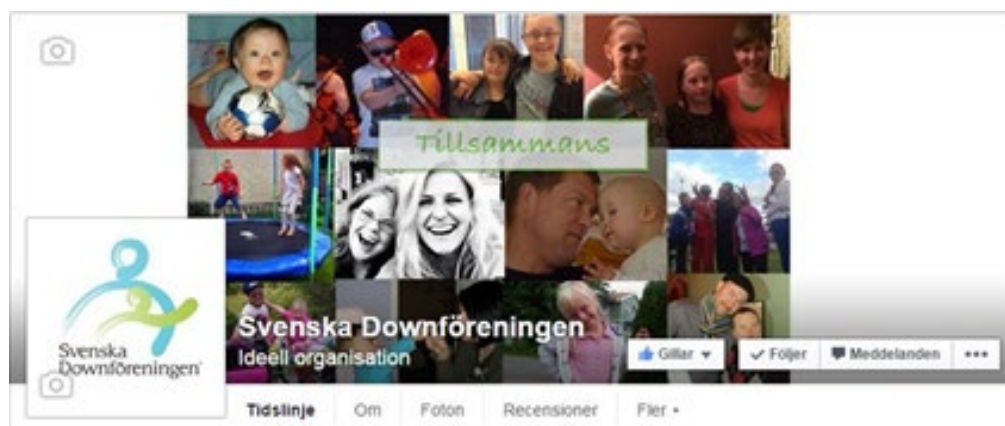 Tillsammans
Svenska
Downföreningen
Svenska Downföreningen
Ideell organisation
Gillar
Följer
Meddelanden
Tidslinje
Om
Foton
Recensioner
Fler